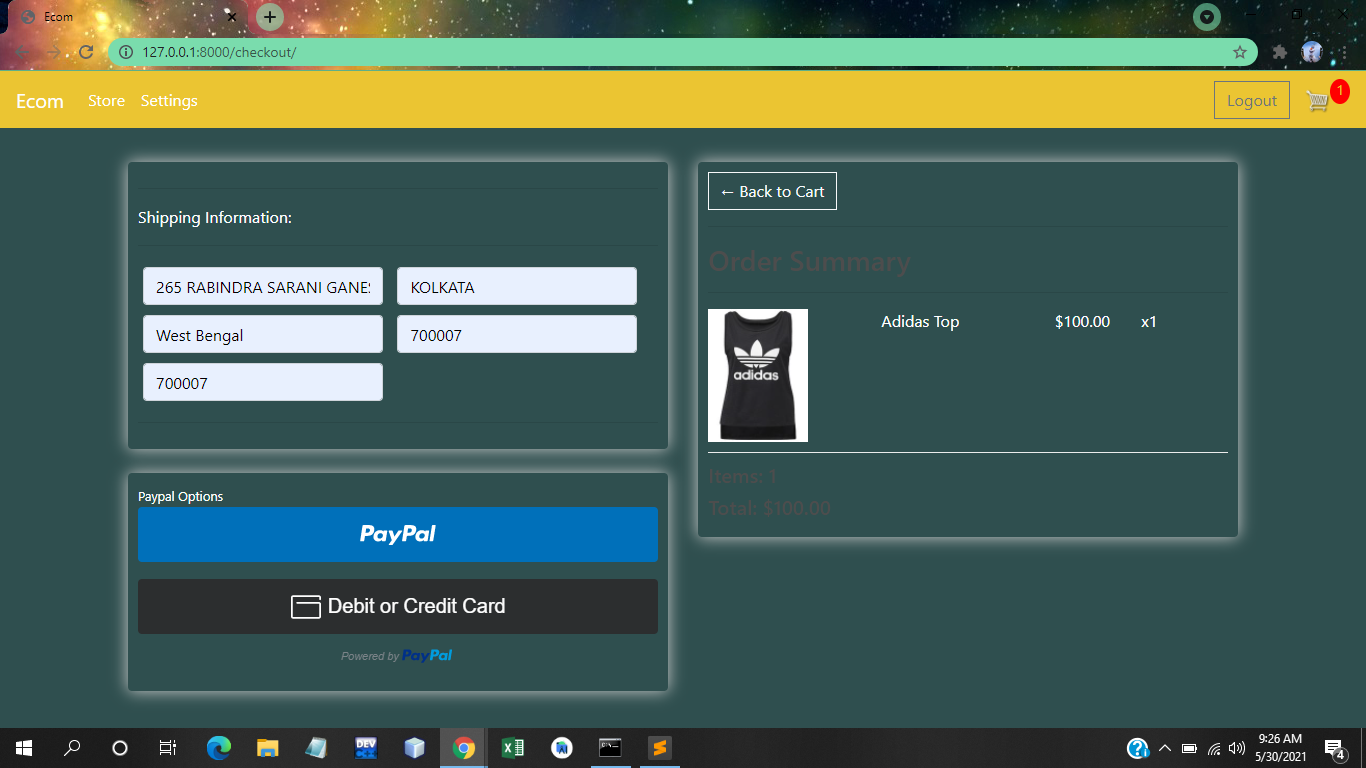 Ecom
127.0.0.1:8000/checkout/
Ecom Store Settings Logout 1
Shipping Information:
265 RABINDRA SARANI GANES KOLKATA
West Bengal 700007
700007
Paypal Options
PayPal
Debit or Credit Card
Powered by PayPal
← Back to Cart
Order Summary
adidas
Adidas Top $100.00 x1
Items: 1
Total: $100.00
DEV
9:26 AM
5/30/2021
4